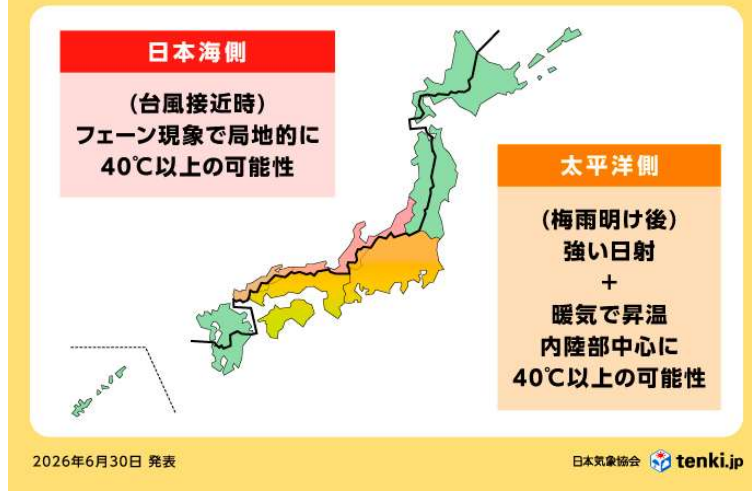 日本海側
(台風接近時)
フェーン現象で局地的に
40℃以上の可能性
太平洋側
(梅雨明け後)
強い日射
+
暖気で昇温
内陸部中心に
40℃以上の可能性
2026年6月30日 発表
日本気象協会 tenki.jp